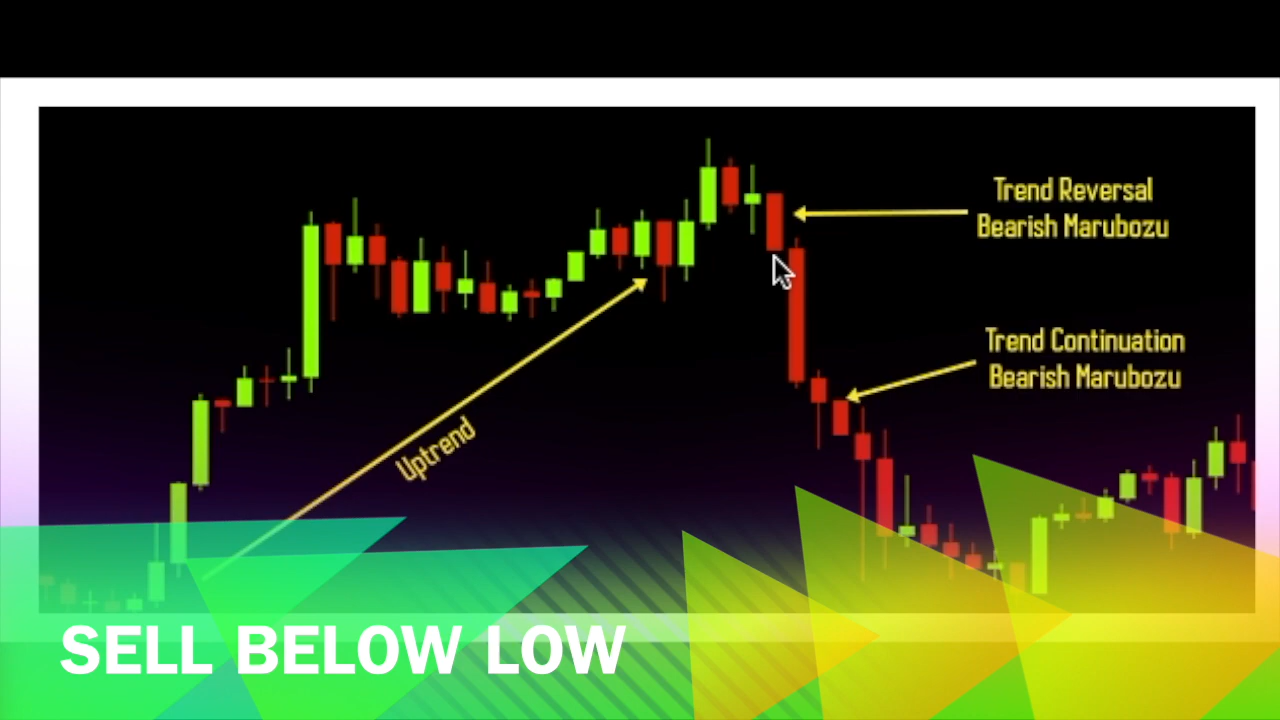 Trend Reversal
Bearish Marubozu
Trend Continuation
Bearish Marubozu
Uptrend
SELL BELOW LOW